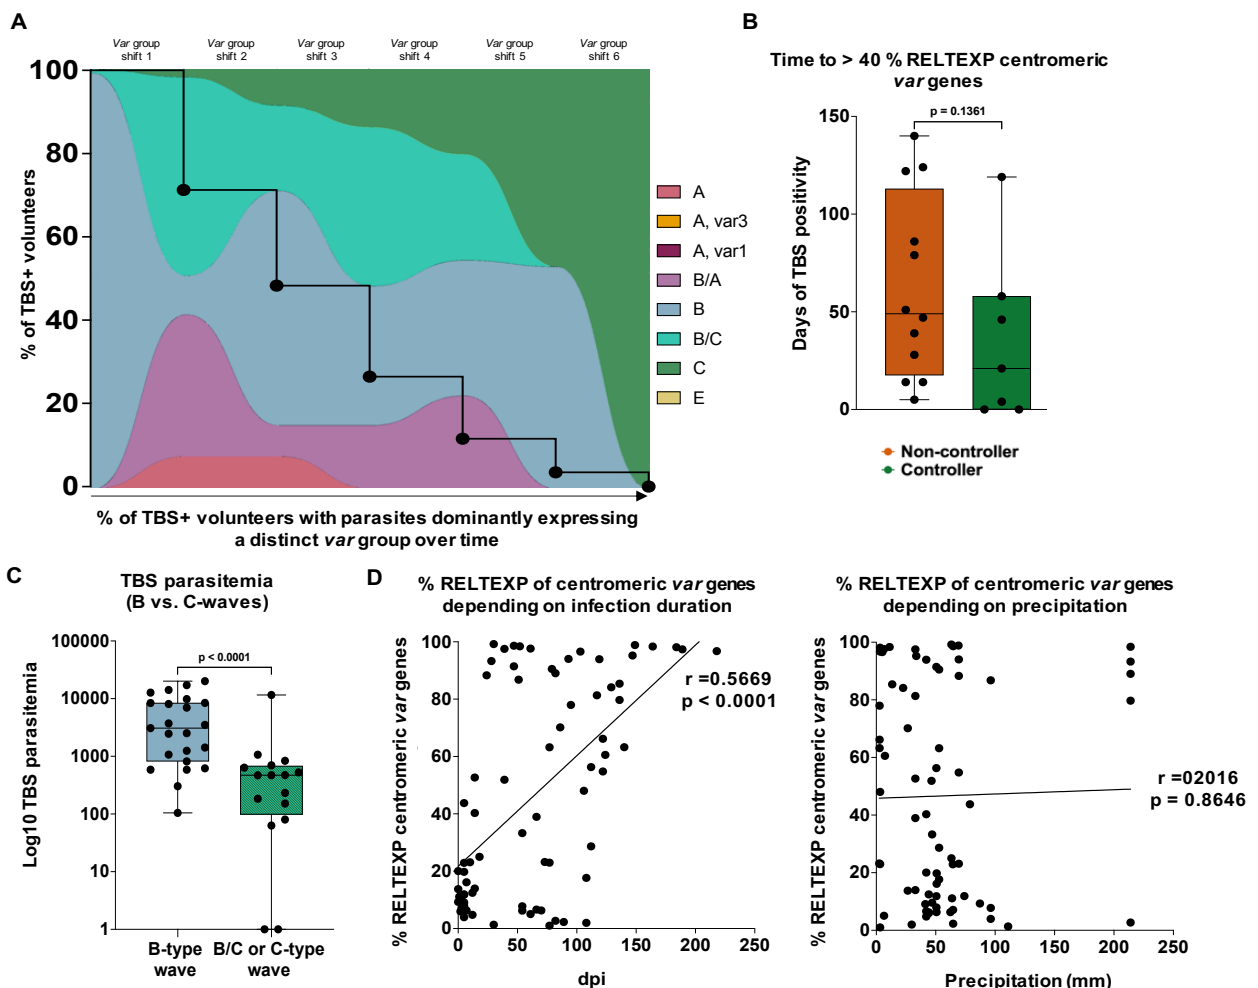 A
Var group shift 1
Var group shift 2
Var group shift 3
Var group shift 4
Var group shift 5
Var group shift 6
100
80
60
40
20
0
% of TBS+ volunteers
% of TBS+ volunteers with parasites dominantly expressing
a distinct var group over time
A
A, var3
A, var1
B/A
B
B/C
C
E
B
Time to > 40 % RELTEXP centromeric
var genes
p = 0.1361
150
100
50
0
Days of TBS positivity
Non-controller
Controller
C
TBS parasitemia
(B vs. C-waves)
p < 0.0001
100000
10000
1000
100
10
1
Log10 TBS parasitemia
B-type
wave
B/C or C-type
wave
D
% RELTEXP of centromeric var genes
depending on infection duration
100
80
60
40
20
0
% RELTEXP centromeric var genes
r =0.5669
p < 0.0001
0 50 100 150 200 250
dpi
% RELTEXP of centromeric var genes
depending on precipitation
100
80
60
40
20
0
% RELTEXP centromeric var genes
r =02016
p = 0.8646
0 50 100 150 200 250
Precipitation (mm)